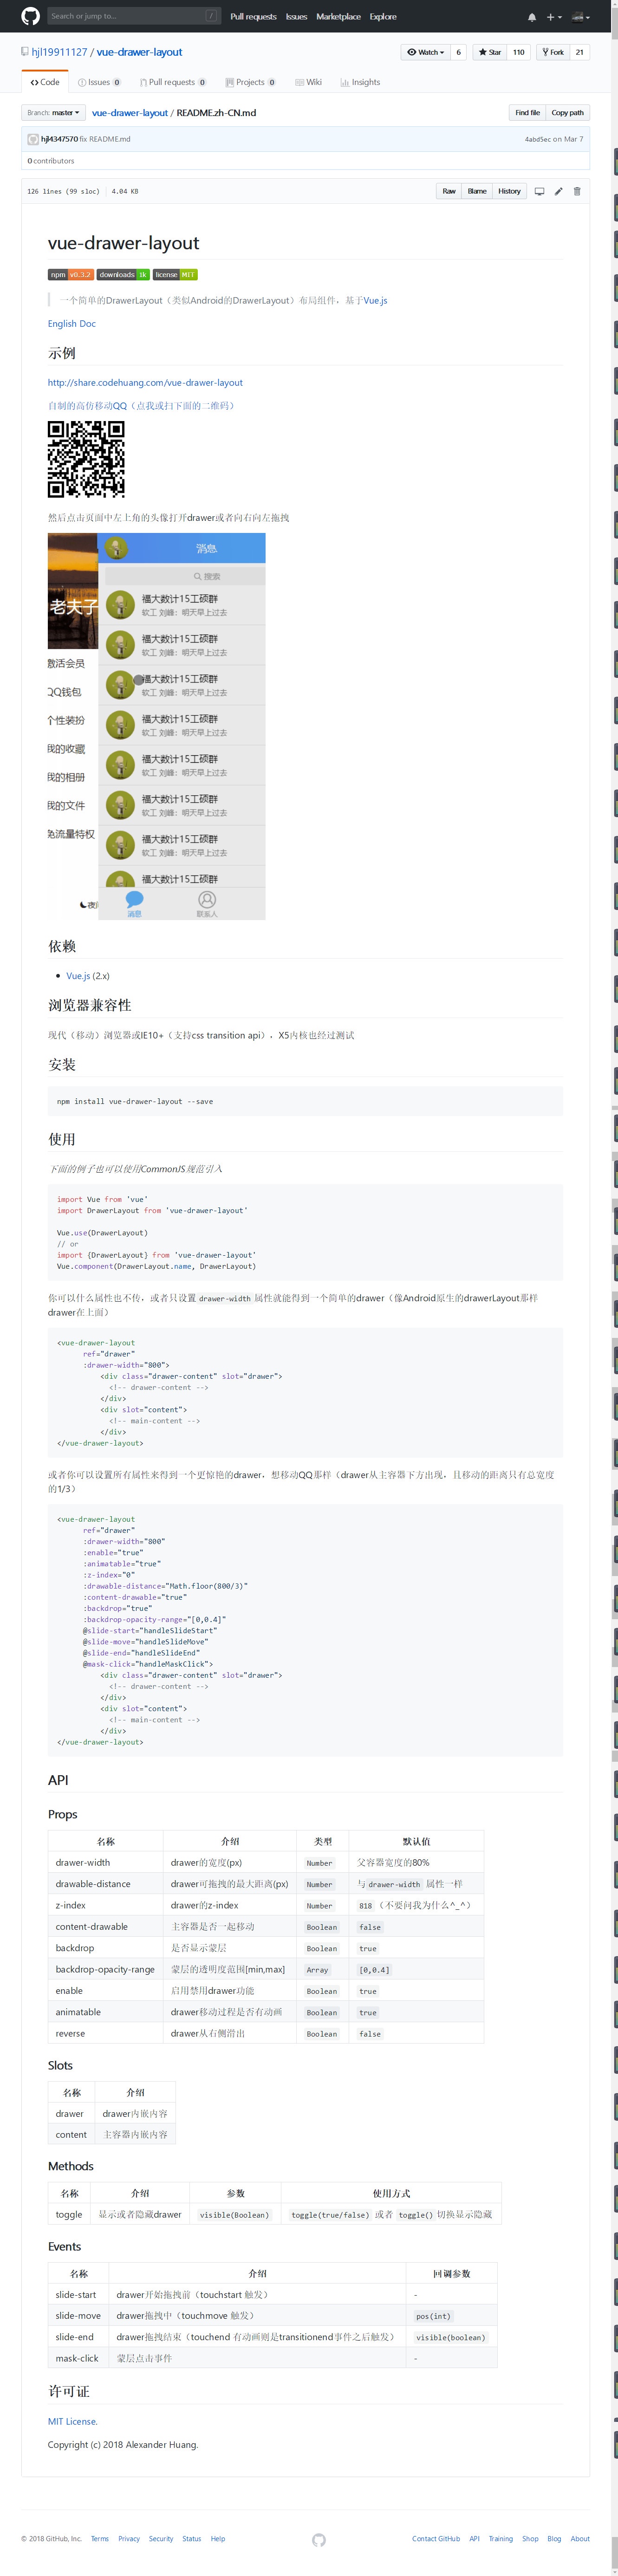 Search or jump to... / Pull requests Issues Marketplace Explore
hjl19911127 / vue-drawer-layout Watch 6 Star 110 Fork 21
Code Issues 0 Pull requests 0 Projects 0 Wiki Insights
Branch: master vue-drawer-layout / README.zh-CN.md Find file Copy path
hjl4347570 fix README.md 4abd5ec on Mar 7
0 contributors
126 lines (99 sloc) 4.04 KB Raw Blame History
vue-drawer-layout
npm v0.3.2 downloads 1k license MIT
一个简单的DrawerLayout（类似Android的DrawerLayout）布局组件，基于Vue.js
English Doc
示例
http://share.codehuang.com/vue-drawer-layout
自制的高仿移动QQ（点我或扫下面的二维码）
然后点击页面中左上角的头像打开drawer或者向右向左拖拽
消息
搜索
老夫子
福大数计15工硕群
软工 刘峰：明天早上过去
福大数计15工硕群
软工 刘峰：明天早上过去
激活会员
福大数计15工硕群
软工 刘峰：明天早上过去
QQ钱包
个性装扮
福大数计15工硕群
软工 刘峰：明天早上过去
我的收藏
福大数计15工硕群
软工 刘峰：明天早上过去
我的相册
福大数计15工硕群
软工 刘峰：明天早上过去
我的文件
免流量特权
福大数计15工硕群
软工 刘峰：明天早上过去
福大数计15工硕群
夜间
消息 联系人
依赖
Vue.js (2.x)
浏览器兼容性
现代（移动）浏览器或IE10+（支持css transition api），X5内核也经过测试
安装
npm install vue-drawer-layout --save
使用
下面的例子也可以使用CommonJS规范引入
import Vue from 'vue'
import DrawerLayout from 'vue-drawer-layout'
Vue.use(DrawerLayout)
// or
import {DrawerLayout} from 'vue-drawer-layout'
Vue.component(DrawerLayout.name, DrawerLayout)
你可以什么属性也不传，或者只设置 drawer-width 属性就能得到一个简单的drawer（像Android原生的drawerLayout那样
drawer在上面）
<vue-drawer-layout
ref="drawer"
:drawer-width="800">
<div class="drawer-content" slot="drawer">
<!-- drawer-content -->
</div>
<div slot="content">
<!-- main-content -->
</div>
</vue-drawer-layout>
或者你可以设置所有属性来得到一个更惊艳的drawer，想移动QQ那样（drawer从主容器下方出现，且移动的距离只有总宽度
的1/3）
<vue-drawer-layout
ref="drawer"
:drawer-width="800"
:enable="true"
:animatable="true"
:z-index="0"
:drawable-distance="Math.floor(800/3)"
:content-drawable="true"
:backdrop="true"
:backdrop-opacity-range="[0,0.4]"
@slide-start="handleSlideStart"
@slide-move="handleSlideMove"
@slide-end="handleSlideEnd"
@mask-click="handleMaskClick">
<div class="drawer-content" slot="drawer">
<!-- drawer-content -->
</div>
<div slot="content">
<!-- main-content -->
</div>
</vue-drawer-layout>
API
Props
名称 介绍 类型 默认值
drawer-width drawer的宽度(px) Number 父容器宽度的80%
drawable-distance drawer可拖拽的最大距离(px) Number 与 drawer-width 属性一样
z-index drawer的z-index Number 818 （不要问我为什么^_^）
content-drawable 主容器是否一起移动 Boolean false
backdrop 是否显示蒙层 Boolean true
backdrop-opacity-range 蒙层的透明度范围[min,max] Array [0,0.4]
enable 启用禁用drawer功能 Boolean true
animatable drawer移动过程是否有动画 Boolean true
reverse drawer从右侧滑出 Boolean false
Slots
名称 介绍
drawer drawer内嵌内容
content 主容器内嵌内容
Methods
名称 介绍 参数 使用方式
toggle 显示或者隐藏drawer visible(Boolean) toggle(true/false) 或者 toggle() 切换显示隐藏
Events
名称 介绍 回调参数
slide-start drawer开始拖拽前（touchstart 触发） -
slide-move drawer拖拽中（touchmove 触发） pos(int)
slide-end drawer拖拽结束（touchend 有动画则是transitionend事件之后触发） visible(boolean)
mask-click 蒙层点击事件 -
许可证
MIT License.
Copyright (c) 2018 Alexander Huang.
© 2018 GitHub, Inc. Terms Privacy Security Status Help Contact GitHub API Training Shop Blog About